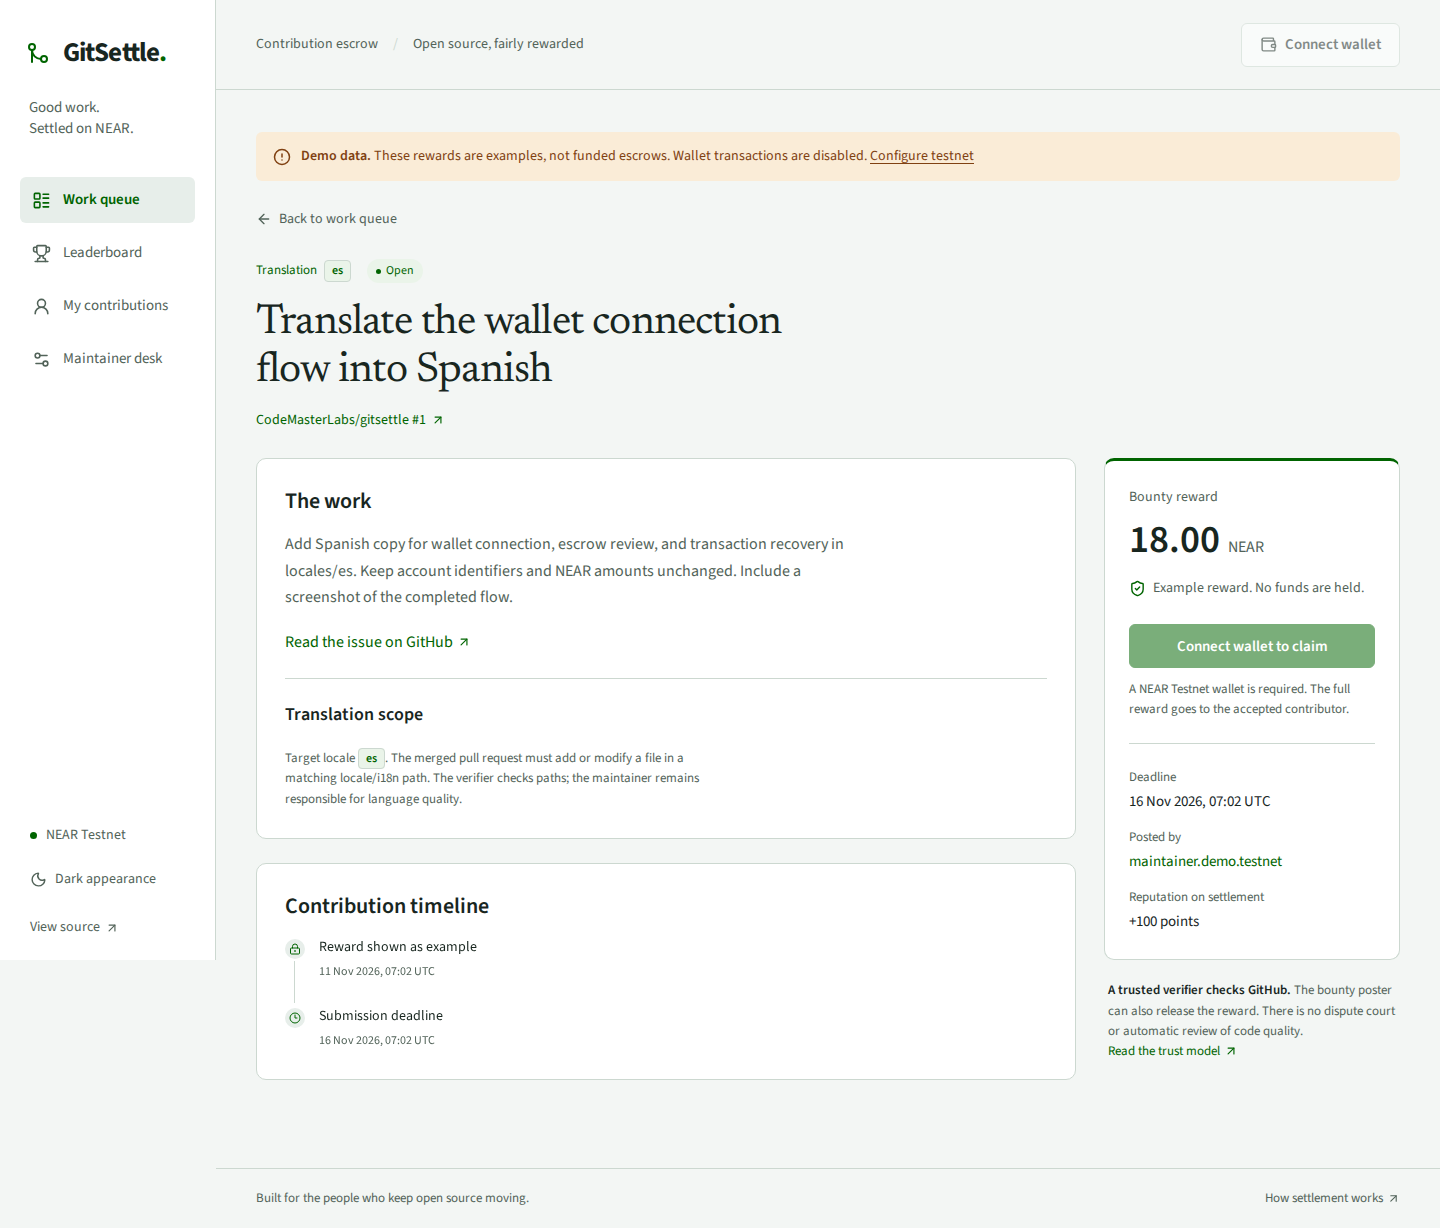 GitSettle.
Good work.
Settled on NEAR.
Work queue
Leaderboard
My contributions
Maintainer desk
NEAR Testnet
Dark appearance
View source
Contribution escrow / Open source, fairly rewarded
Connect wallet
Demo data. These rewards are examples, not funded escrows. Wallet transactions are disabled. Configure testnet
Back to work queue
Translation es Open
Translate the wallet connection
flow into Spanish
CodeMasterLabs/gitsettle #1
The work
Add Spanish copy for wallet connection, escrow review, and transaction recovery in
locales/es. Keep account identifiers and NEAR amounts unchanged. Include a
screenshot of the completed flow.
Read the issue on GitHub
Translation scope
Target locale es. The merged pull request must add or modify a file in a
matching locale/i18n path. The verifier checks paths; the maintainer remains
responsible for language quality.
Contribution timeline
Reward shown as example
11 Nov 2026, 07:02 UTC
Submission deadline
16 Nov 2026, 07:02 UTC
Bounty reward
18.00 NEAR
Example reward. No funds are held.
Connect wallet to claim
A NEAR Testnet wallet is required. The full
reward goes to the accepted contributor.
Deadline
16 Nov 2026, 07:02 UTC
Posted by
maintainer.demo.testnet
Reputation on settlement
+100 points
A trusted verifier checks GitHub. The bounty poster
can also release the reward. There is no dispute court
or automatic review of code quality.
Read the trust model
Built for the people who keep open source moving.
How settlement works